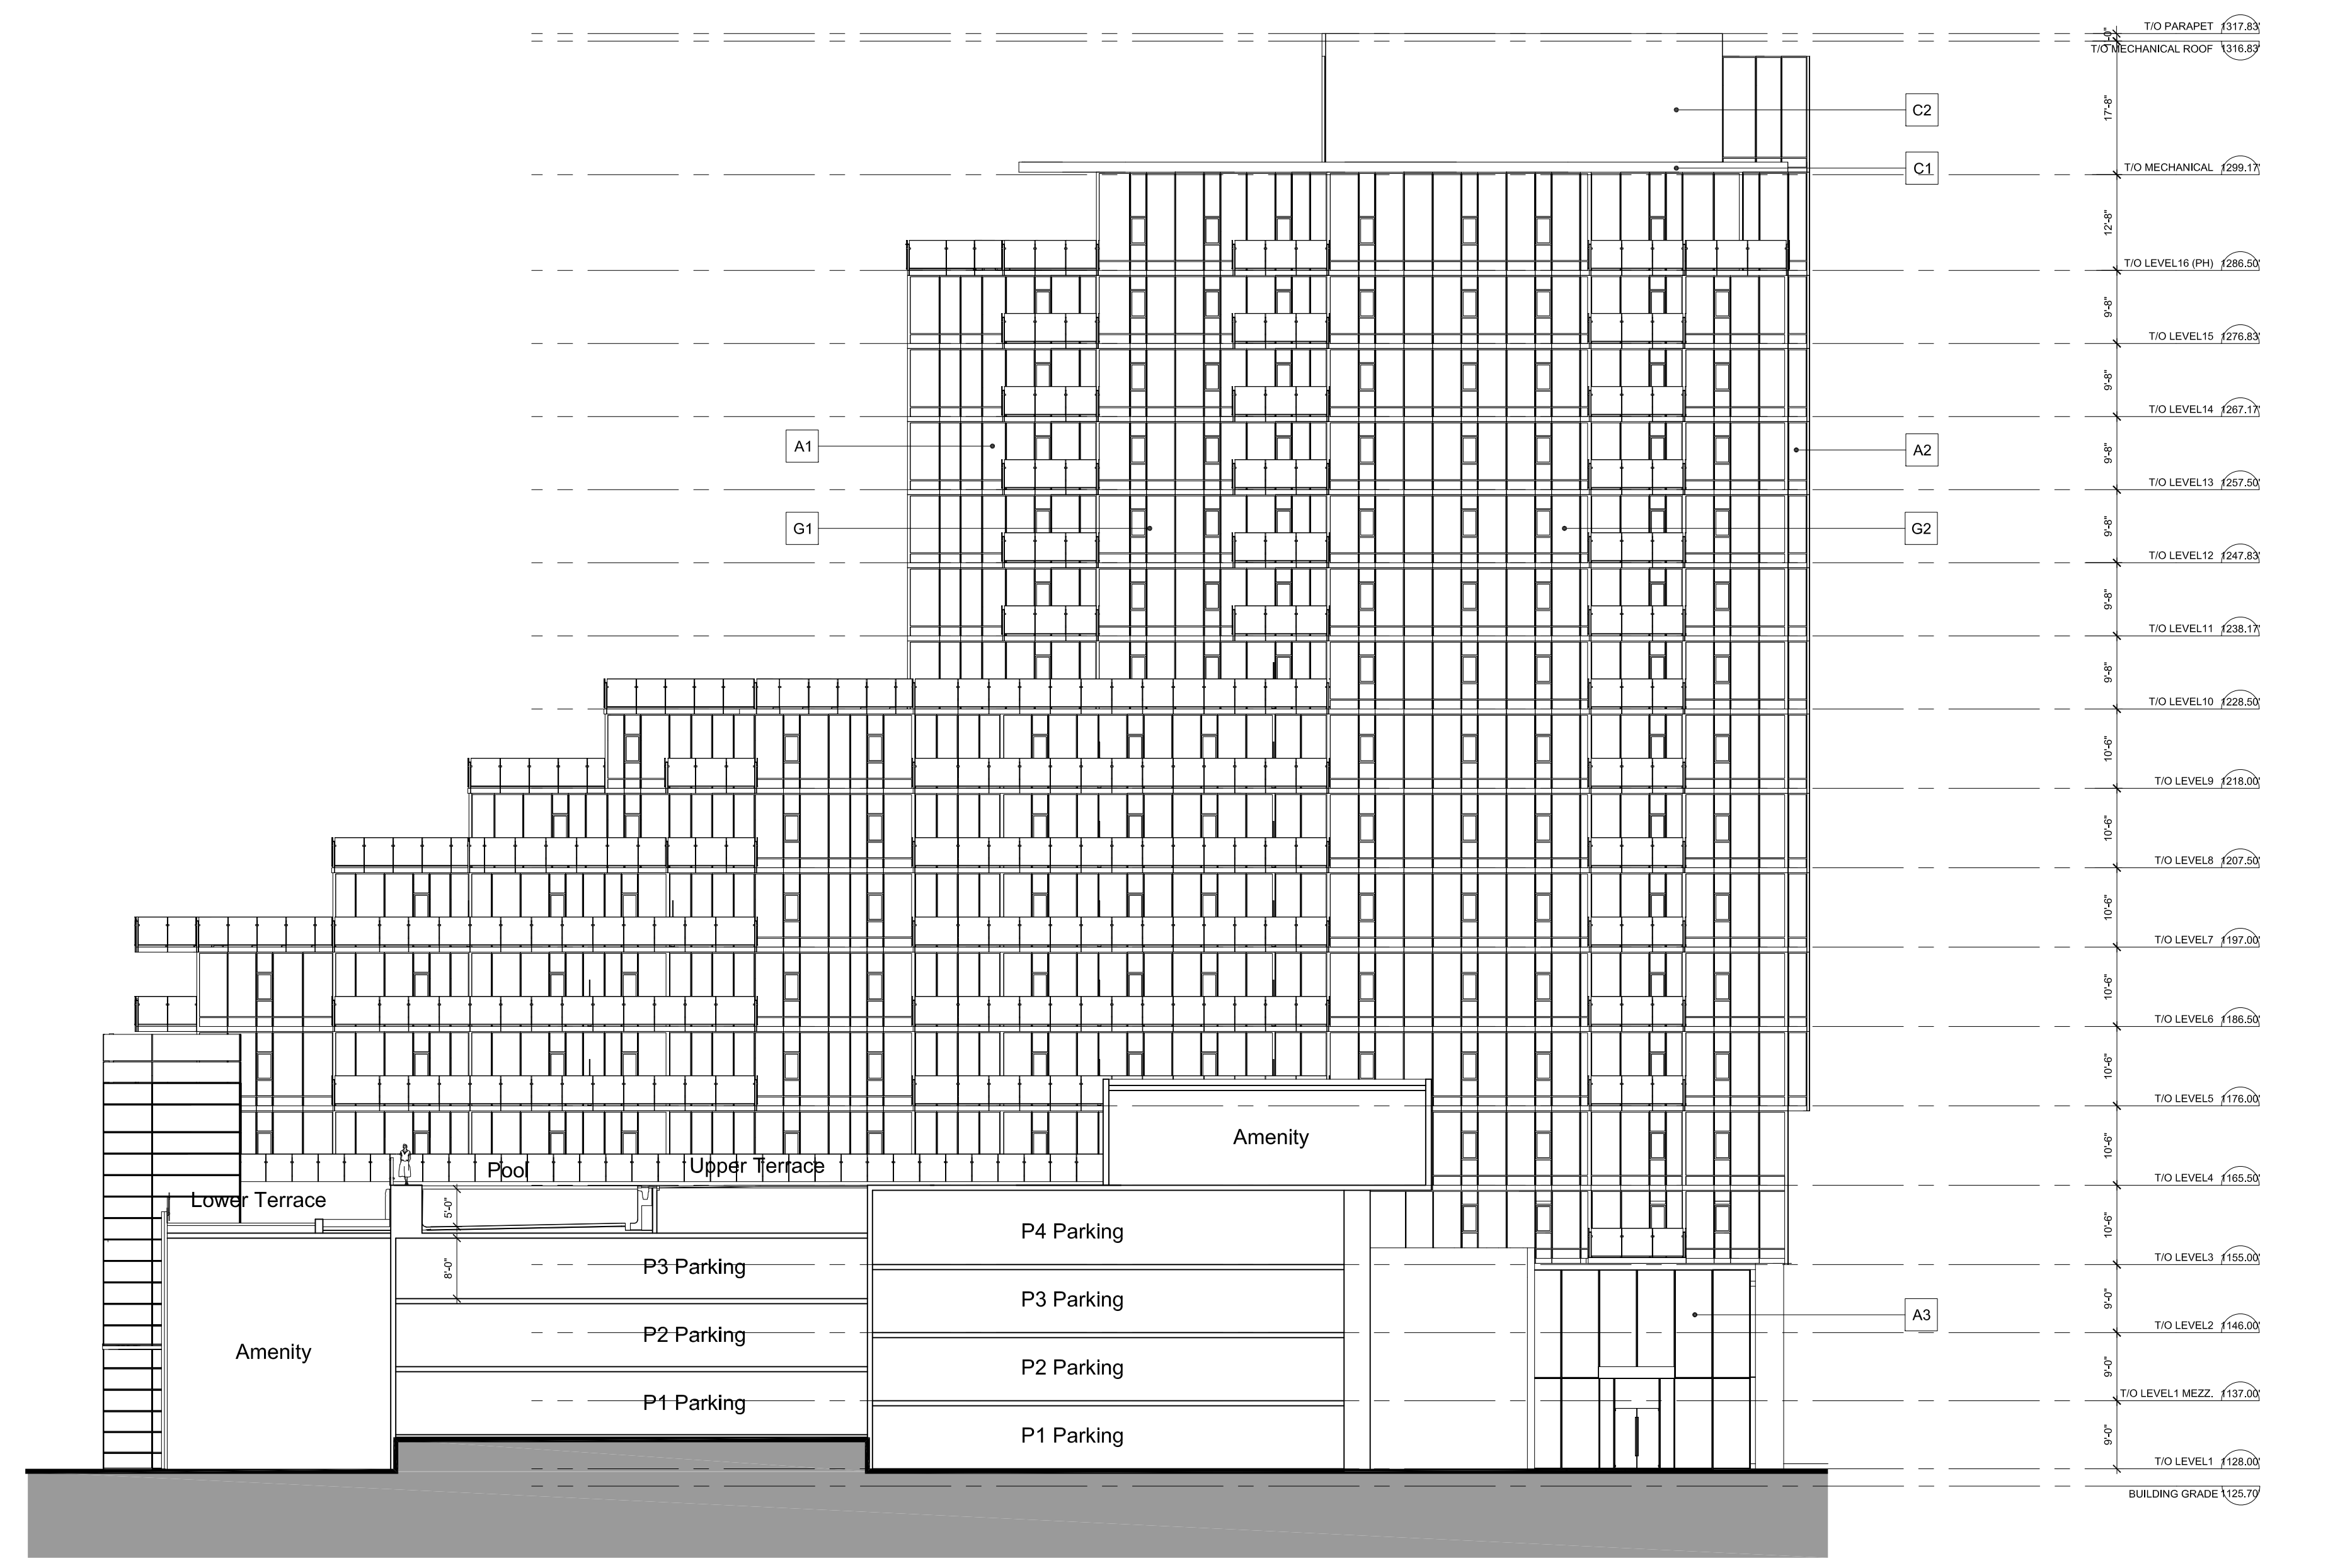 T/O PARAPET 1317.83'
1'-0"
T/O MECHANICAL ROOF 1316.83'
C2
17'-8"
C1
T/O MECHANICAL 1299.17'
12'-8"
T/O LEVEL16 (PH) 1286.50'
9'-8"
T/O LEVEL15 1276.83'
9'-8"
T/O LEVEL14 1267.17'
A1
A2
9'-8"
T/O LEVEL13 1257.50'
G1
G2
9'-8"
T/O LEVEL12 1247.83'
9'-8"
T/O LEVEL11 1238.17'
9'-8"
T/O LEVEL10 1228.50'
10'-6"
T/O LEVEL9 1218.00'
10'-6"
T/O LEVEL8 1207.50'
10'-6"
T/O LEVEL7 1197.00'
10'-6"
T/O LEVEL6 1186.50'
10'-6"
T/O LEVEL5 1176.00'
Amenity
10'-6"
Pool
Upper Terrace
T/O LEVEL4 1165.50'
Lower Terrace
5'-0"
P4 Parking
10'-6"
T/O LEVEL3 1155.00'
P3 Parking
8'-0"
P3 Parking
9'-0"
A3
T/O LEVEL2 1146.00'
P2 Parking
Amenity
P2 Parking
9'-0"
T/O LEVEL1 MEZZ. 1137.00'
P1 Parking
P1 Parking
9'-0"
T/O LEVEL1 1128.00'
BUILDING GRADE 1125.70'